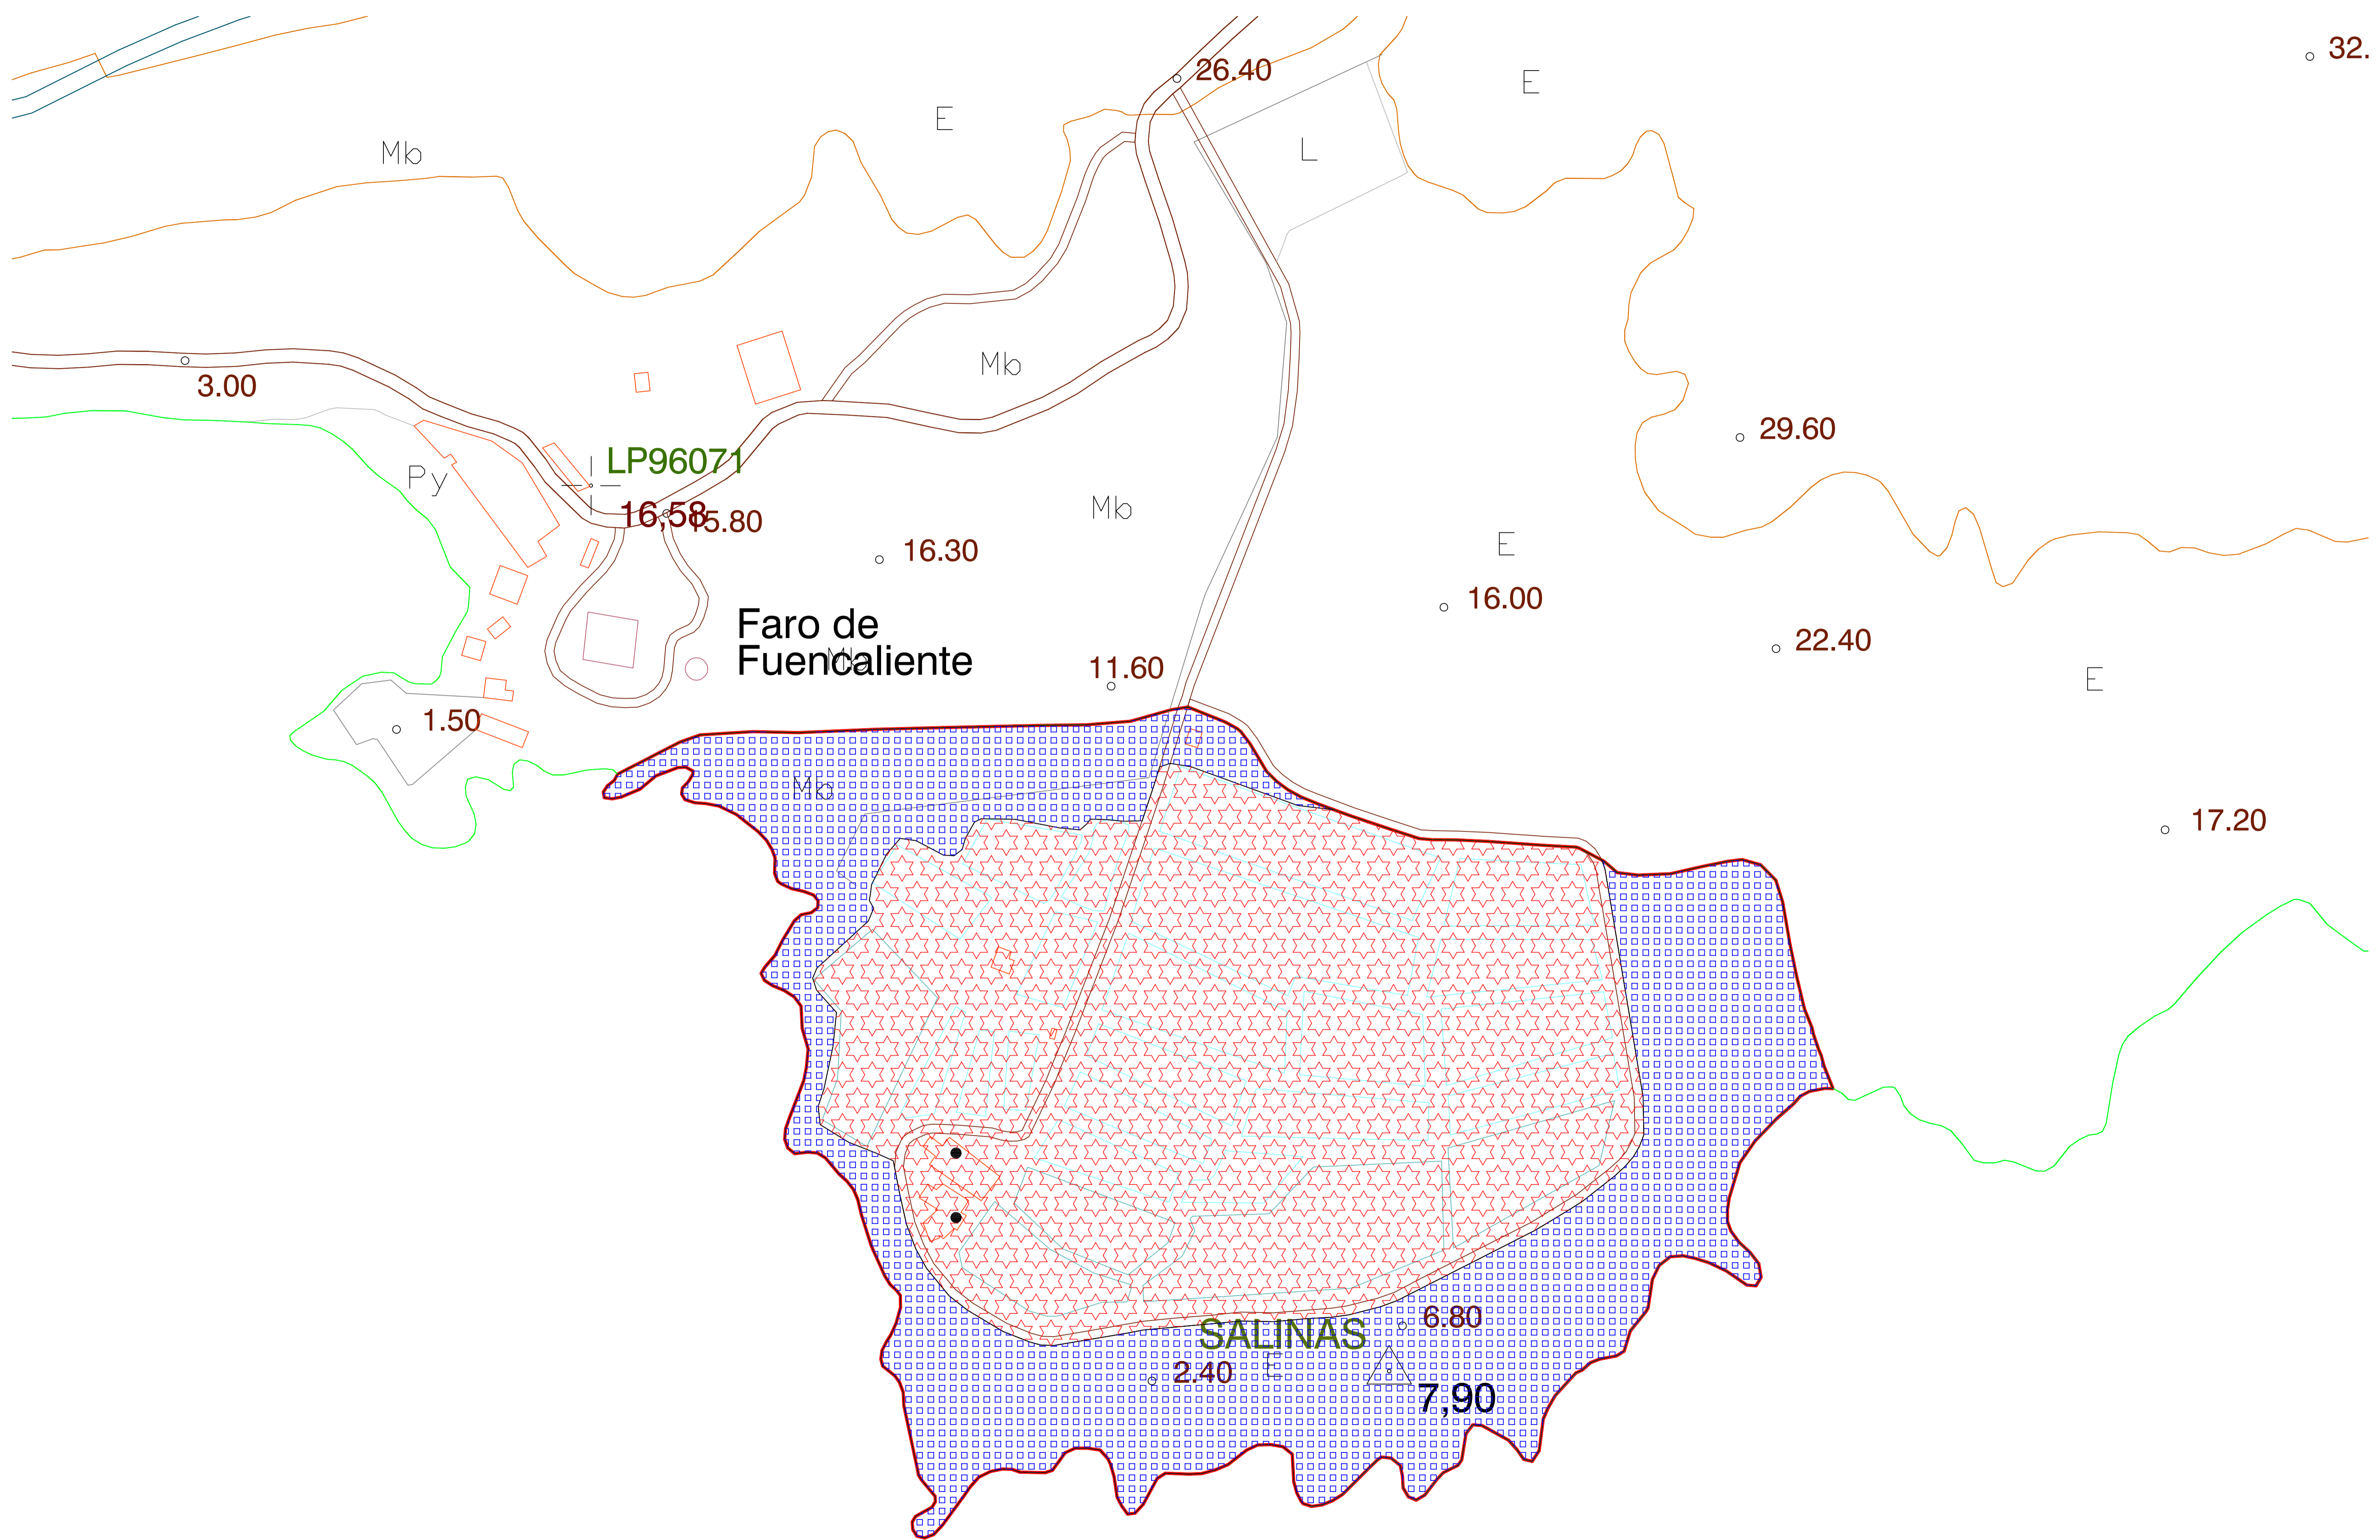 32.
26.40
E
E
Mb
L
Mb
3.00
29.60
LP96071
Py
Mb
16,58
15.80
16.30
E
16.00
Faro de
Fuencaliente
Mb
22.40
11.60
E
1.50
Mb
17.20
6.80
SALINAS
E
2.40
7,90